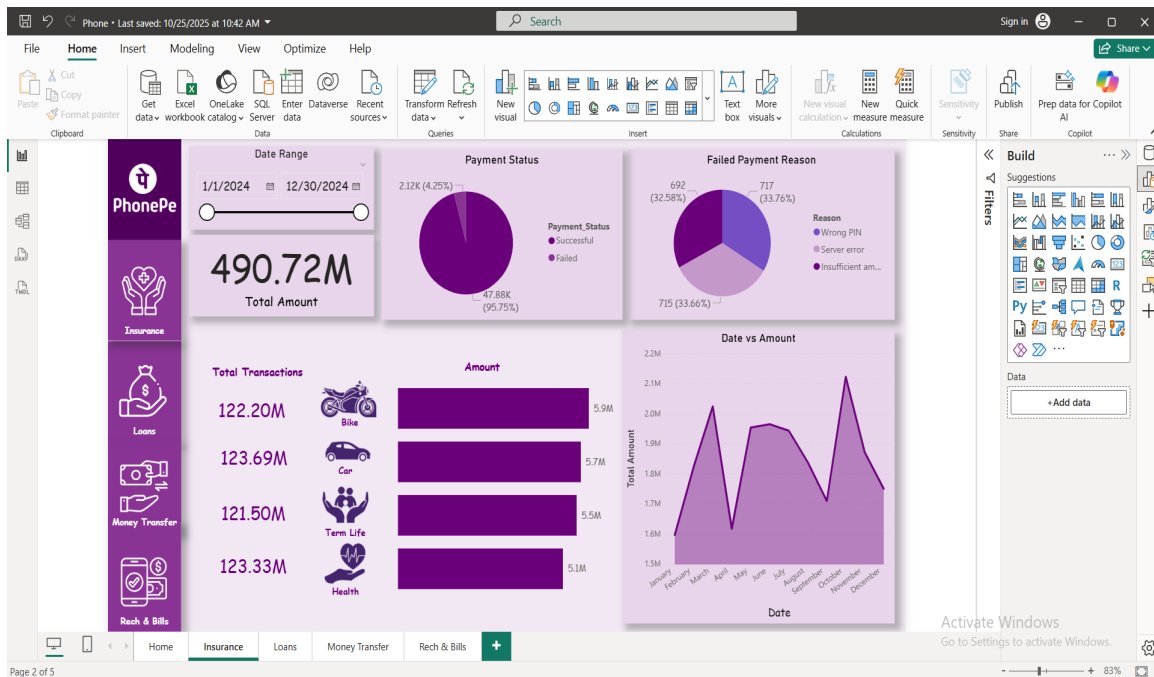 Phone • Last saved: 10/25/2025 at 10:42 AM
Search
Sign in
File Home Insert Modeling View Optimize Help
Share
Paste
Cut
Copy
Format painter
Clipboard
Get data
Excel workbook
OneLake catalog
SQL Server
Enter data
Dataverse
Recent sources
Data
Transform data
Refresh
Queries
New visual
Text box
More visuals
Insert
New visual calculation
New measure
Quick measure
Calculations
Sensitivity
Sensitivity
Publish
Share
Prep data for AI
Copilot
Copilot
पे
PhonePe
Insurance
Loans
Money Transfer
Rech & Bills
Date Range
1/1/2024 12/30/2024
490.72M
Total Amount
Payment Status
2.12K (4.25%)
47.88K
(95.75%)
Payment_Status
Successful
Failed
Failed Payment Reason
692
(32.58%)
717
(33.76%)
715 (33.66%)
Reason
Wrong PIN
Server error
Insufficient am...
Total Transactions
Amount
122.20M
Bike
5.9M
123.69M
Car
5.7M
121.50M
Term Life
5.5M
123.33M
Health
5.1M
Date vs Amount
Total Amount
2.2M
2.1M
2.0M
1.9M
1.8M
1.7M
1.6M
1.5M
January
February
March
April
May
June
July
August
September
October
November
December
Date
Filters
Build
Suggestions
R
Py
123
Data
+Add data
DAX
TMDL
Activate Windows
Go to Settings to activate Windows.
Home Insurance Loans Money Transfer Rech & Bills +
Page 2 of 5
- + 83%